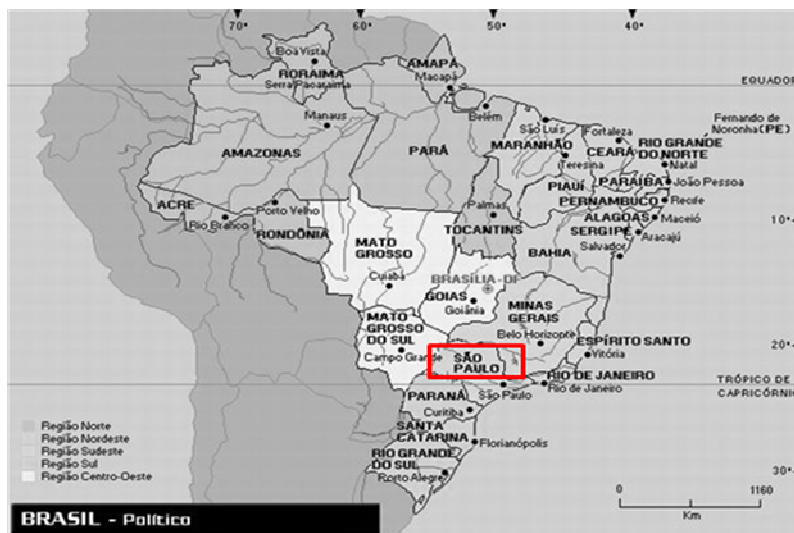 70°
60°
50°
40°
Boa Vista
RORAIMA
Serra Pacaraima
AMAPÁ
Macapá
EQUADOR
Manaus
Belém
São Luís
Fortaleza
Fernando de
Noronha(PE)
AMAZONAS
PARÁ
MARANHÃO
CEARÁ
RIO GRANDE
DO NORTE
Teresina
Natal
PIAUÍ
PARAÍBA
João Pessoa
ACRE
Porto Velho
Palmas
PERNAMBUCO
Recife
Rio Branco
RONDÔNIA
TOCANTINS
ALAGOAS
Maceió
10°
SERGIPE
Aracajú
MATO
GROSSO
BAHIA
Salvador
Cuiabá
BRASÍLIA-DF
GOIÁS
Goiânia
MINAS
GERAIS
MATO
GROSSO
DO SUL
Belo Horizonte
ESPÍRITO SANTO
20°
Campo Grande
SÃO
PAULO
Vitória
RIO DE JANEIRO
Rio de Janeiro
TRÓPICO DE
CAPRICÓRNIO
São Paulo
PARANÁ
Curitiba
SANTA
CATARINA
Florianópolis
RIO GRANDE
DO SUL
Porto Alegre
30°
Região Norte
Região Nordeste
Região Sudeste
Região Sul
Região Centro-Oeste
0
1160
Km
BRASIL - Político